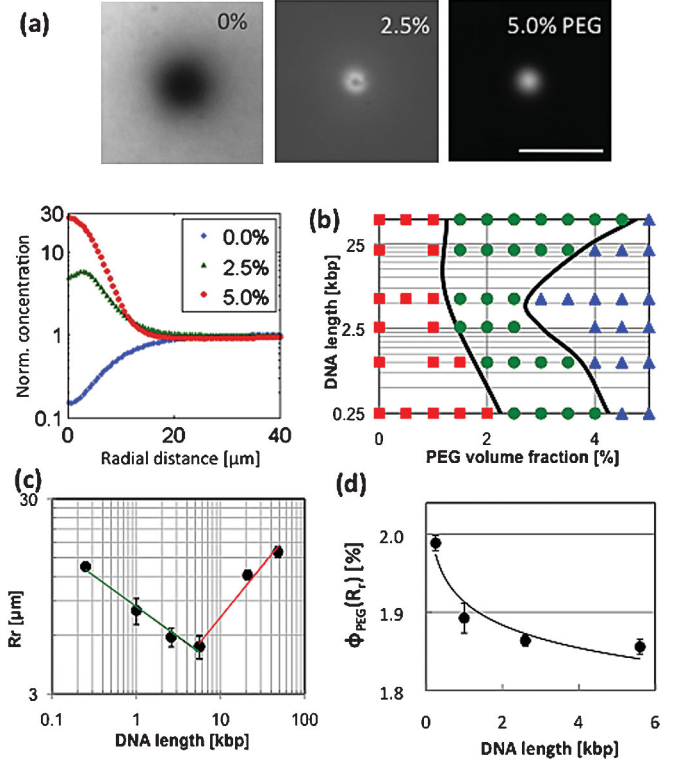 (a)
0%
2.5%
5.0% PEG
30
10
1
0.1
Norm. concentration
0.0%
2.5%
5.0%
0
20
40
Radial distance [μm]
(b)
25
2.5
0.25
DNA length [kbp]
0
2
4
PEG volume fraction [%]
(c)
30
3
Rr [μm]
0.1
1
10
100
DNA length [kbp]
(d)
2.0
1.9
1.8
ϕPEG(Rr) [%]
0
2
4
6
DNA length [kbp]